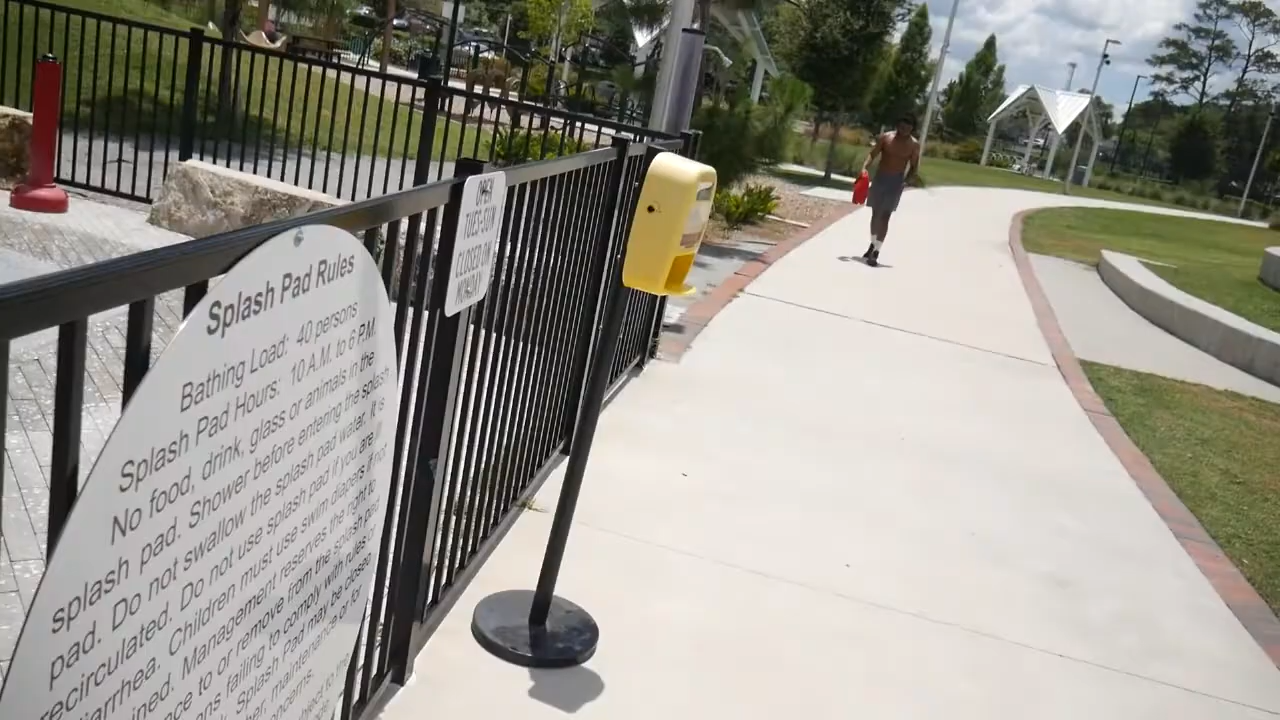 Splash Pad Rules
Bathing Load: 40 persons
Splash Pad Hours: 10 A.M. to 6 P.M.
No food, drink, glass or animals in the
splash pad. Shower before entering the splash
pad. Do not swallow the splash pad water. It is
recirculated. Do not use splash pad if you are
diarrhea. Children must use swim diapers if not
Management reserves the right to
to or remove from the splash pad
failing to comply with rules or
Splash Pad may be closed
maintenance or for
OPEN
TUES-SUN
CLOSED ON
MONDAY